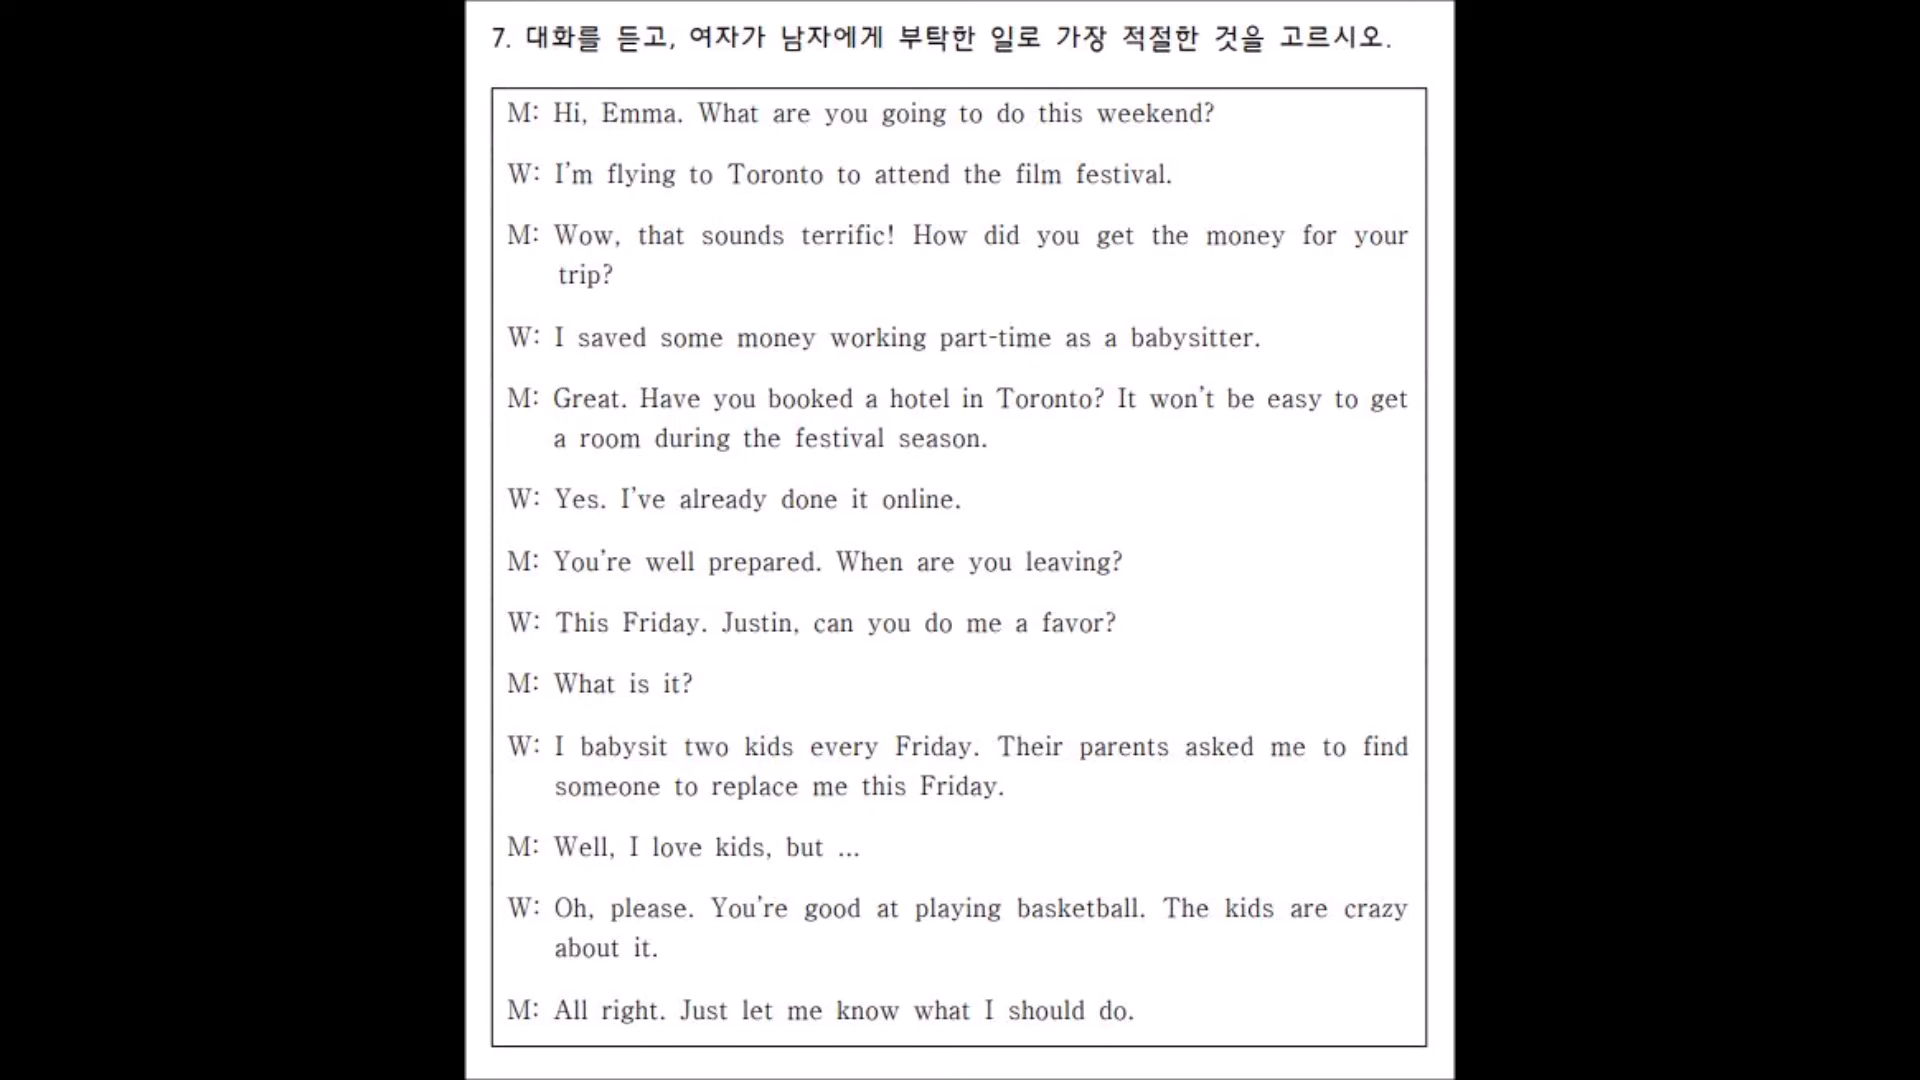 7. 대화를 듣고, 여자가 남자에게 부탁한 일로 가장 적절한 것을 고르시오.
M: Hi, Emma. What are you going to do this weekend?
W: I'm flying to Toronto to attend the film festival.
M: Wow, that sounds terrific! How did you get the money for your
trip?
W: I saved some money working part-time as a babysitter.
M: Great. Have you booked a hotel in Toronto? It won't be easy to get
a room during the festival season.
W: Yes. I've already done it online.
M: You're well prepared. When are you leaving?
W: This Friday. Justin, can you do me a favor?
M: What is it?
W: I babysit two kids every Friday. Their parents asked me to find
someone to replace me this Friday.
M: Well, I love kids, but ...
W: Oh, please. You're good at playing basketball. The kids are crazy
about it.
M: All right. Just let me know what I should do.